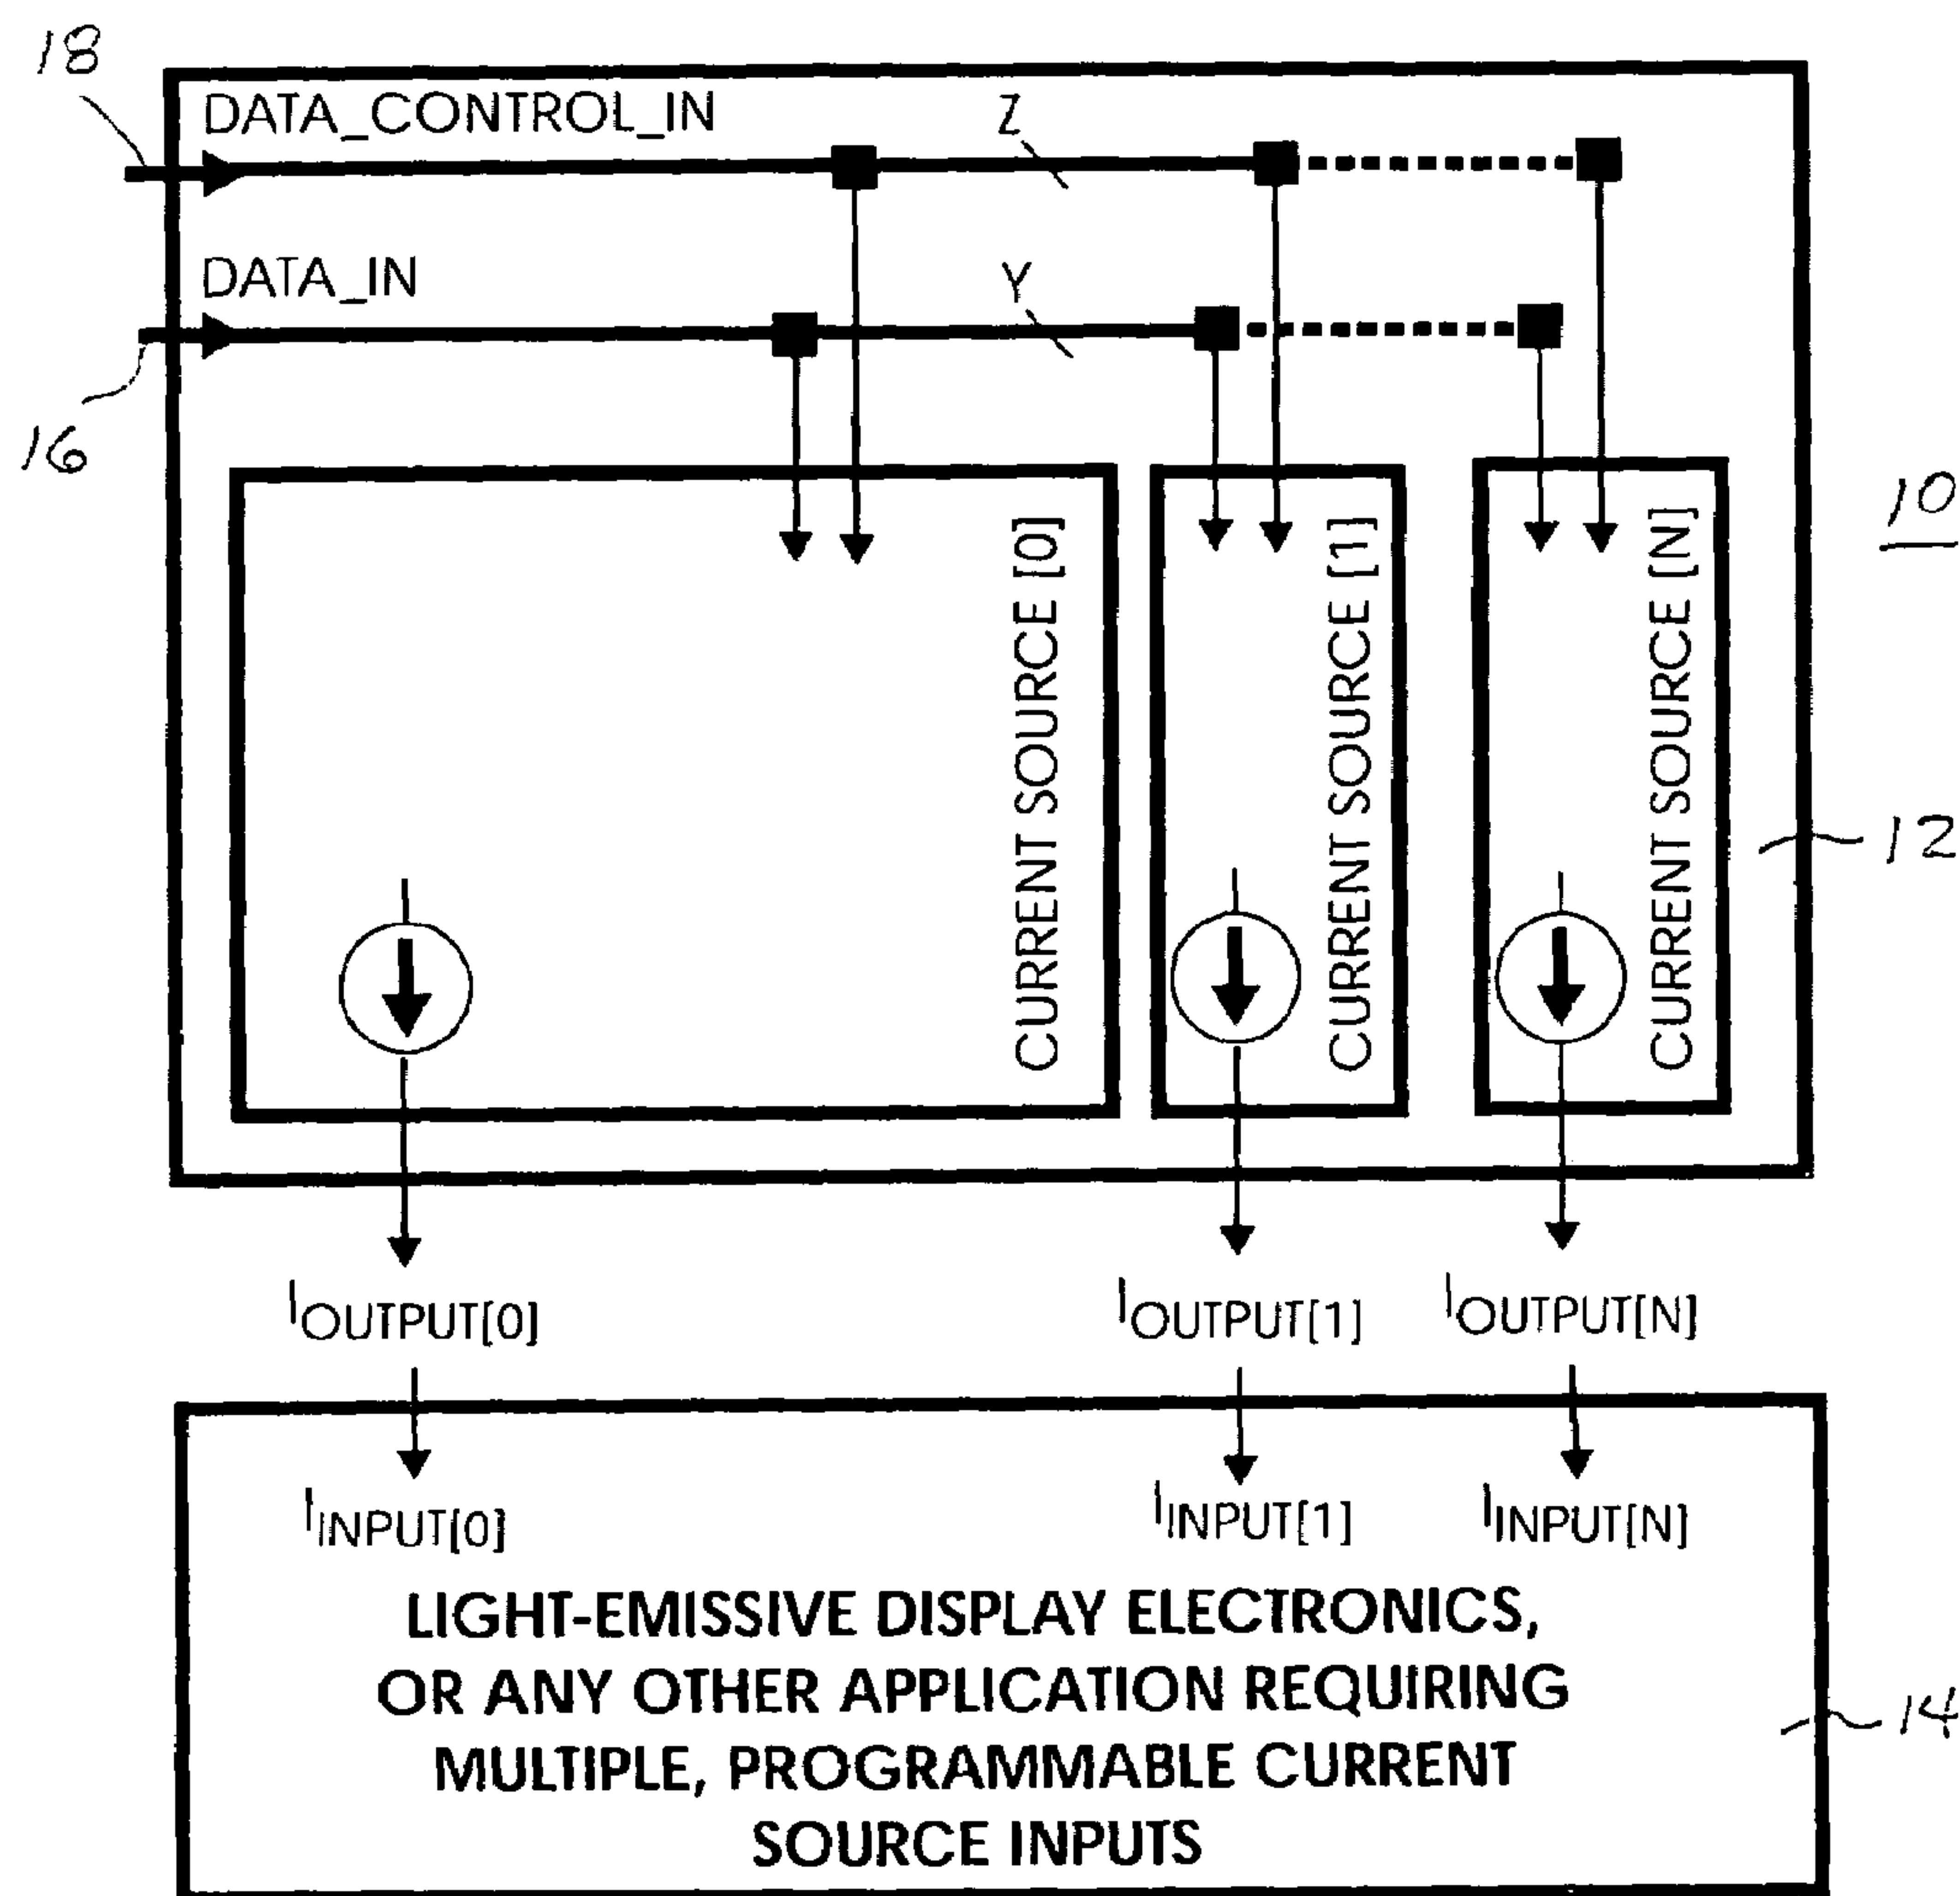 18
DATA_CONTROL_IN
Z
DATA_IN
Y
16
10
CURRENT SOURCE [0]
CURRENT SOURCE [1]
CURRENT SOURCE [N]
12
IOUTPUT[0]
IOUTPUT[1]
IOUTPUT[N]
IINPUT[0]
IINPUT[1]
IINPUT[N]
LIGHT-EMISSIVE DISPLAY ELECTRONICS,
OR ANY OTHER APPLICATION REQUIRING
MULTIPLE, PROGRAMMABLE CURRENT
SOURCE INPUTS
14